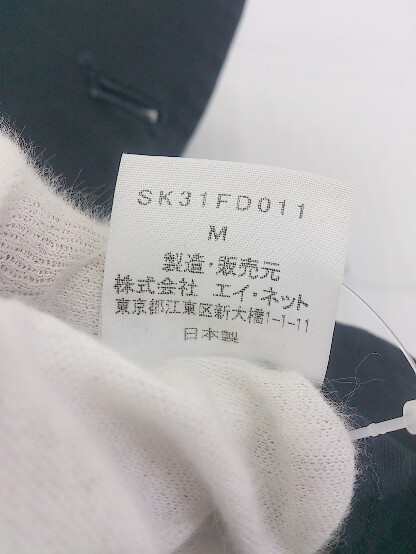 SK31FD011
M
製造・販売元
株式会社 エイ・ネット
東京都江東区新大橋1-1-11
日本製